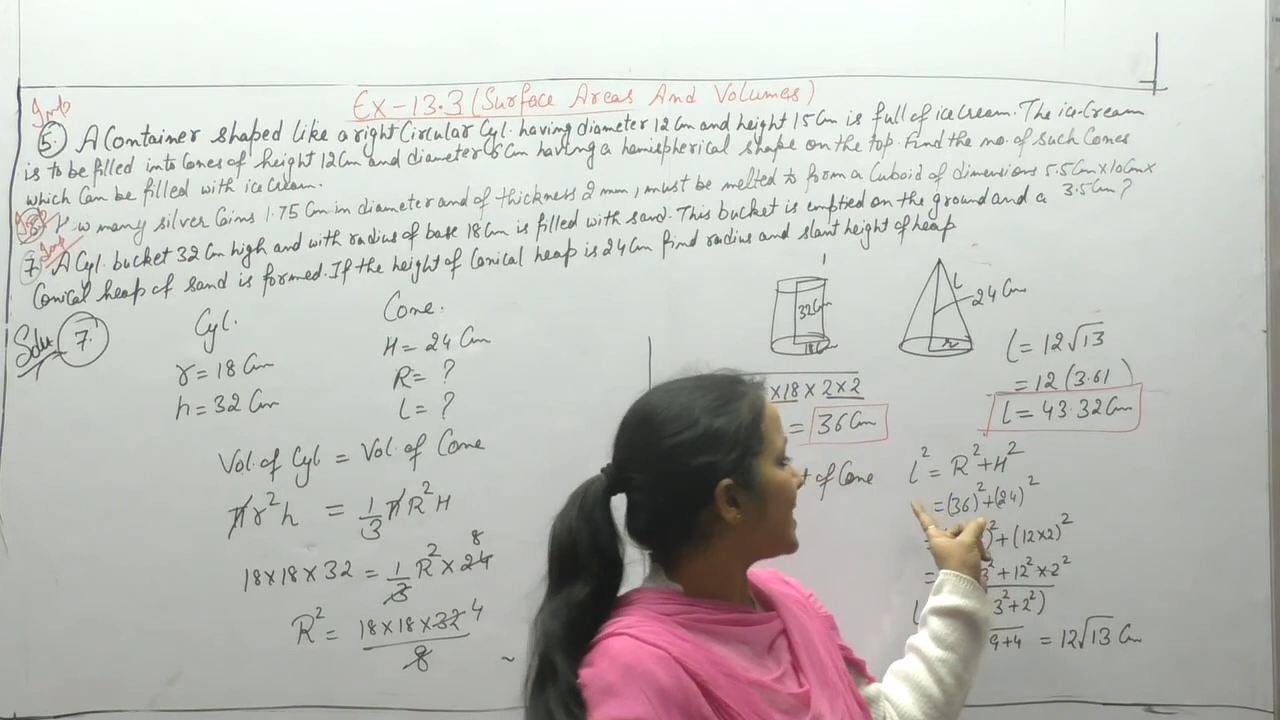 EX-13.3 (Surface Areas And Volumes)
Imp
5. A Container shaped like a right Circular Cyl. having diameter 12 Cm and height 15 Cm is full of ice Cream. The ice-Cream
is to be filled into Cones of height 12 Cm and diameter 6 Cm having a hemispherical shape on the top. Find the no. of such Cones
which Can be filled with ice Cream.
many silver Coins 1.75 Cm in diameter and of thickness 2 mm, must be melted to form a Cuboid of dimensions 5.5 Cm × 10 Cm ×
3.5 Cm?
Imp
7. A Cyl. bucket 32 Cm high and with radius of base 18 Cm is filled with sand. This bucket is emptied on the ground and a
Conical heap of sand is formed. If the height of Conical heap is 24 Cm find radius and slant height of heap
Solu. 7.
Cyl.
r = 18 Cm
h = 32 Cm
Cone.
H = 24 Cm
R = ?
l = ?
Vol. of Cyl = Vol. of Cone
πr²h = 1/3 πR²H
18×18×32 = 1/3 R² × 24 8
R² = 18×18×32 4 / 8
32 Cm
18 Cm
l
24 Cm
r
×18 × 2×2
= 36 Cm
of Cone
l² = R² + H²
= (36)² + (24)²
)² + (12×2)²
3² + 12² × 2²
3² + 2²)
9+4 = 12√13 Cm
l = 12√13
= 12 (3.61)
l = 43.32 Cm